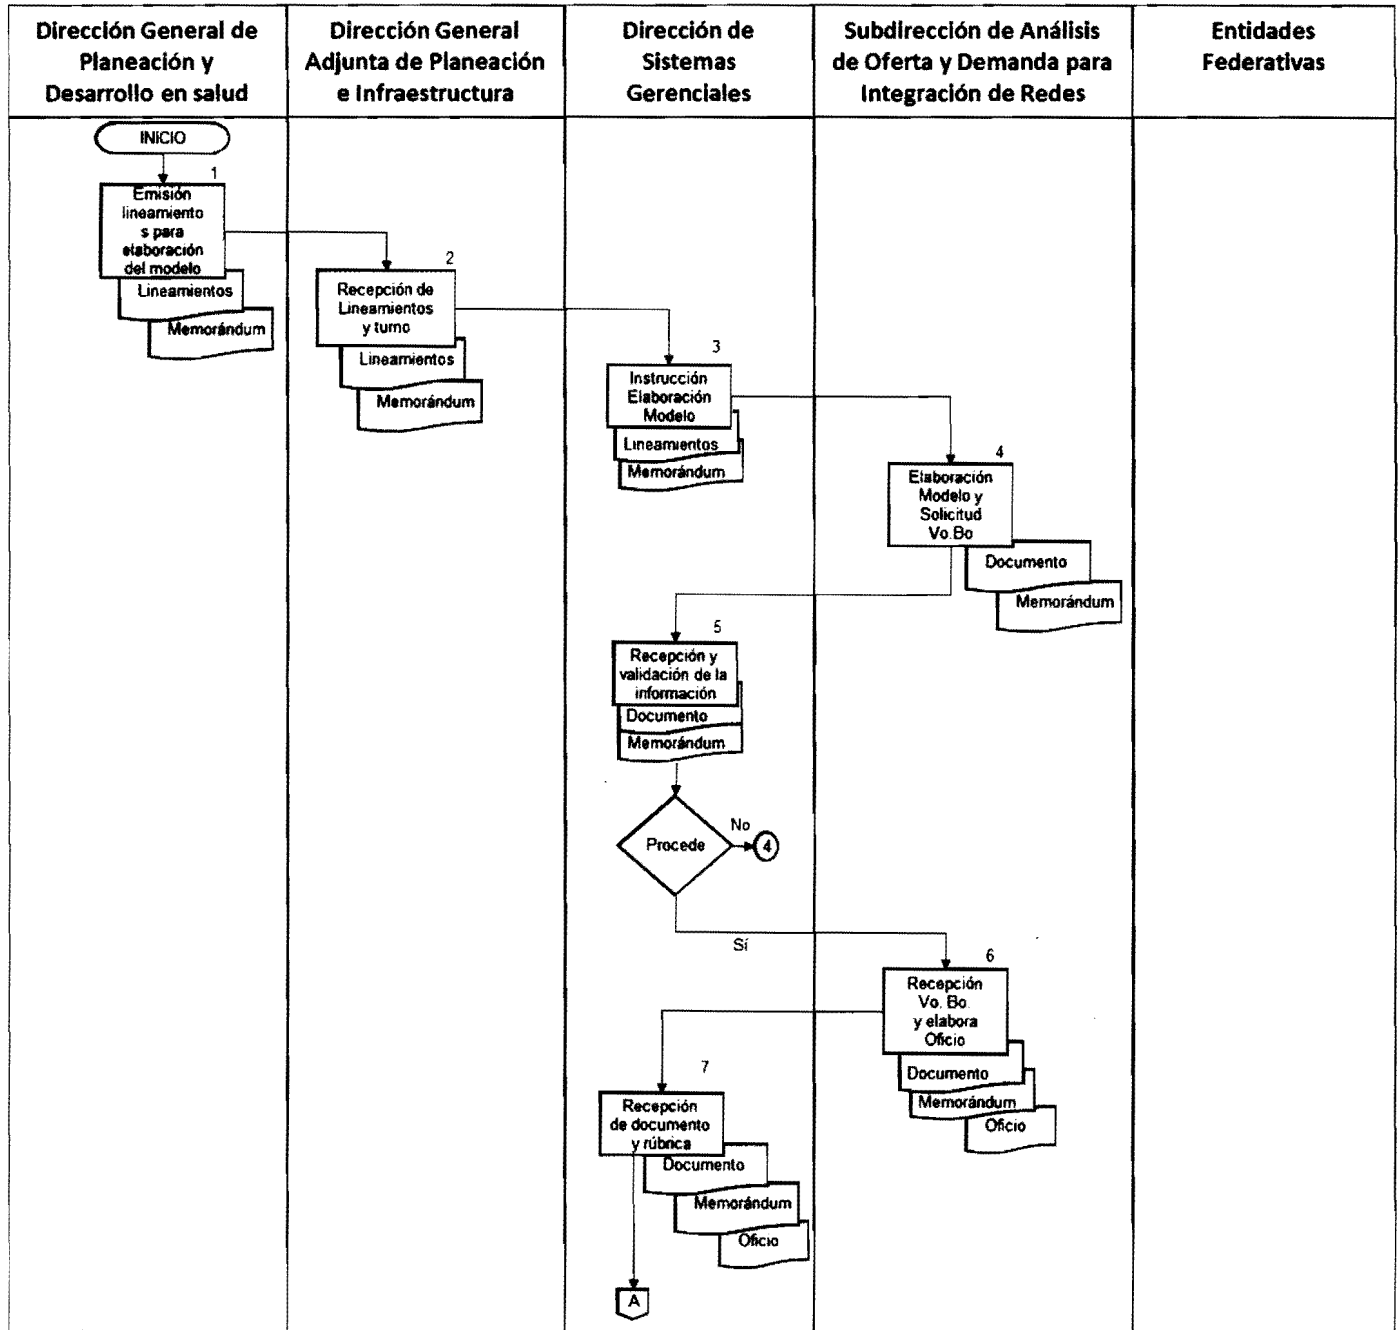 Dirección General de
Planeación y
Desarrollo en salud
Dirección General
Adjunta de Planeación
e Infraestructura
Dirección de
Sistemas
Gerenciales
Subdirección de Análisis
de Oferta y Demanda para
Integración de Redes
Entidades
Federativas
INICIO
1
Emisión
lineamiento
s para
elaboración
del modelo
Lineamientos
Memorándum
2
Recepción de
Lineamientos
y turno
Lineamientos
Memorándum
3
Instrucción
Elaboración
Modelo
Lineamientos
Memorándum
4
Elaboración
Modelo y
Solicitud
Vo.Bo
Documento
Memorándum
5
Recepción y
validación de la
información
Documento
Memorándum
Procede
No
4
Sí
6
Recepción
Vo. Bo.
y elabora
Oficio
Documento
Memorándum
Oficio
7
Recepción
de documento
y rúbrica
Documento
Memorándum
Oficio
A